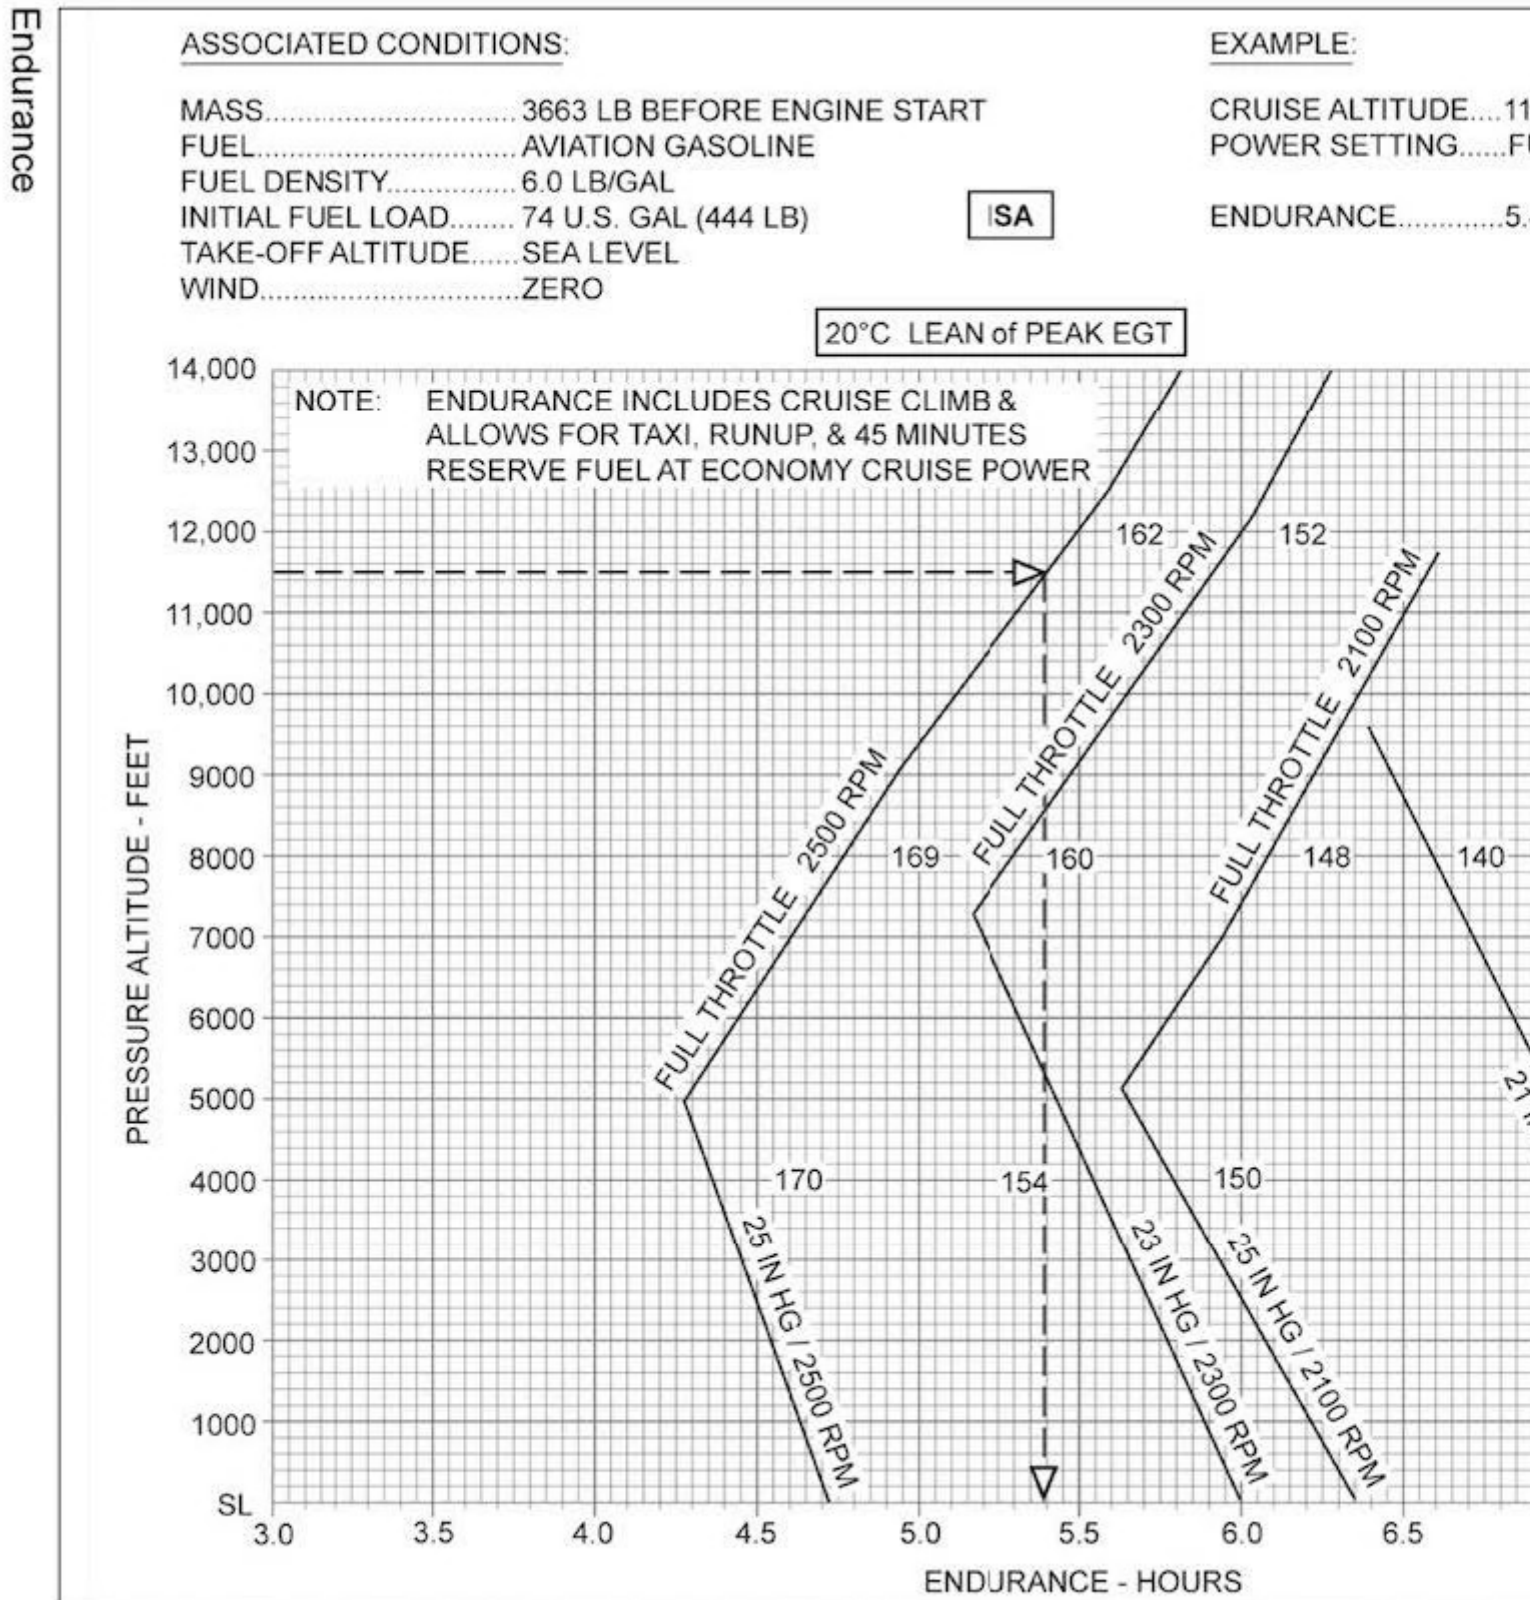 Endurance
ASSOCIATED CONDITIONS:
MASS............................ 3663 LB BEFORE ENGINE START
FUEL............................. AVIATION GASOLINE
FUEL DENSITY................ 6.0 LB/GAL
INITIAL FUEL LOAD........ 74 U.S. GAL (444 LB)
TAKE-OFF ALTITUDE...... SEA LEVEL
WIND.............................. ZERO
ISA
EXAMPLE:
CRUISE ALTITUDE....11
POWER SETTING......FU
ENDURANCE............5.
20°C LEAN of PEAK EGT
NOTE: ENDURANCE INCLUDES CRUISE CLIMB &
ALLOWS FOR TAXI, RUNUP, & 45 MINUTES
RESERVE FUEL AT ECONOMY CRUISE POWER
PRESSURE ALTITUDE - FEET
14,000
13,000
12,000
11,000
10,000
9000
8000
7000
6000
5000
4000
3000
2000
1000
SL
162
152
169
160
148
140
170
154
150
FULL THROTTLE 2500 RPM
FULL THROTTLE 2300 RPM
FULL THROTTLE 2100 RPM
25 IN HG / 2500 RPM
23 IN HG / 2300 RPM
25 IN HG / 2100 RPM
21
3.0 3.5 4.0 4.5 5.0 5.5 6.0 6.5
ENDURANCE - HOURS